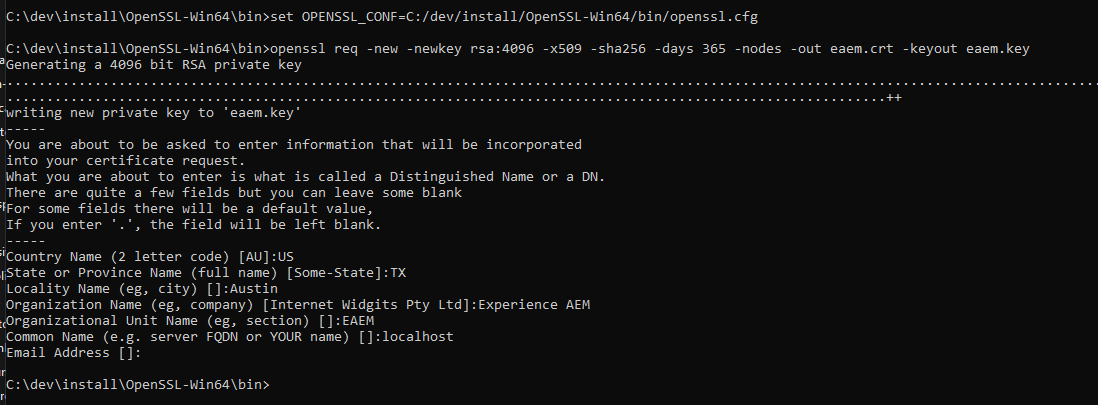 C:\dev\install\OpenSSL-Win64\bin>set OPENSSL_CONF=C:/dev/install/OpenSSL-Win64/bin/openssl.cfg
C:\dev\install\OpenSSL-Win64\bin>openssl req -new -newkey rsa:4096 -x509 -sha256 -days 365 -nodes -out eaem.crt -keyout eaem.key
Generating a 4096 bit RSA private key
..........................................................................................................................................
..............................................................................................................++
writing new private key to 'eaem.key'
-----
You are about to be asked to enter information that will be incorporated
into your certificate request.
What you are about to enter is what is called a Distinguished Name or a DN.
There are quite a few fields but you can leave some blank
For some fields there will be a default value,
If you enter '.', the field will be left blank.
-----
Country Name (2 letter code) [AU]:US
State or Province Name (full name) [Some-State]:TX
Locality Name (eg, city) []:Austin
Organization Name (eg, company) [Internet Widgits Pty Ltd]:Experience AEM
Organizational Unit Name (eg, section) []:EAEM
Common Name (e.g. server FQDN or YOUR name) []:localhost
Email Address []:
C:\dev\install\OpenSSL-Win64\bin>